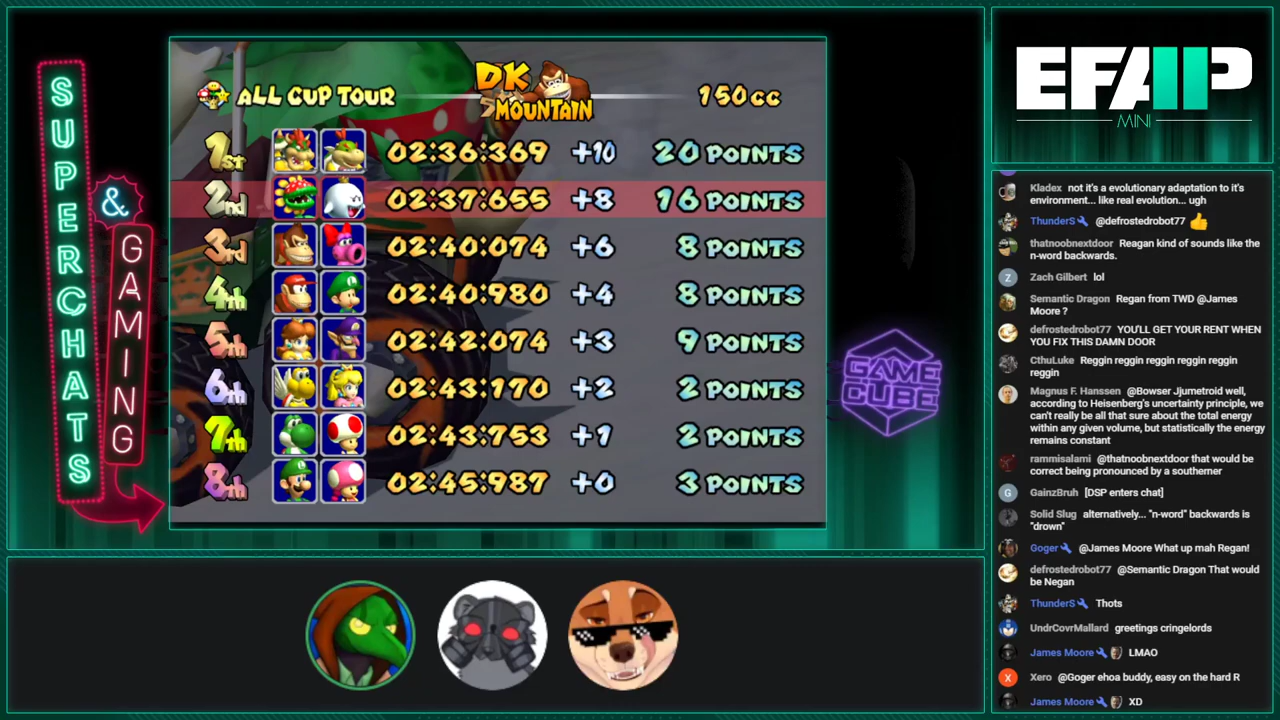 SUPERCHATS
&
GAMING
ALL CUP TOUR
DK
MOUNTAIN
150cc
1st 02:36:369 +10 20 POINTS
2nd 02:37:655 +8 16 POINTS
3rd 02:40:074 +6 8 POINTS
4th 02:40:980 +4 8 POINTS
5th 02:42:074 +3 9 POINTS
6th 02:43:170 +2 2 POINTS
7th 02:43:753 +1 2 POINTS
8th 02:45:987 +0 3 POINTS
GAME
CUBE
EFAP
MINI
Kladex not it's a evolutionary adaptation to it's
environment... like real evolution... ugh
ThunderS @defrostedrobot77 👍
thatnoobnextdoor Reagan kind of sounds like the
n-word backwards.
Z Zach Gilbert lol
Semantic Dragon Regan from TWD @James
Moore ?
defrostedrobot77 YOU'LL GET YOUR RENT WHEN
YOU FIX THIS DAMN DOOR
CthuLuke Reggin reggin reggin reggin reggin
reggin
Magnus F. Hanssen @Bowser Jjumetroid well,
according to Heisenberg's uncertainty principle, we
can't really be all that sure about the total energy
within any given volume, but statistically the energy
remains constant
rammisalami @thatnoobnextdoor that would be
correct being pronounced by a southerner
G GainzBruh [DSP enters chat]
Solid Slug alternatively... "n-word" backwards is
"drown"
Goger @James Moore What up mah Regan!
defrostedrobot77 @Semantic Dragon That would
be Negan
ThunderS Thots
UndrCovrMallard greetings cringelords
James Moore LMAO
X Xero @Goger ehoa buddy, easy on the hard R
James Moore XD